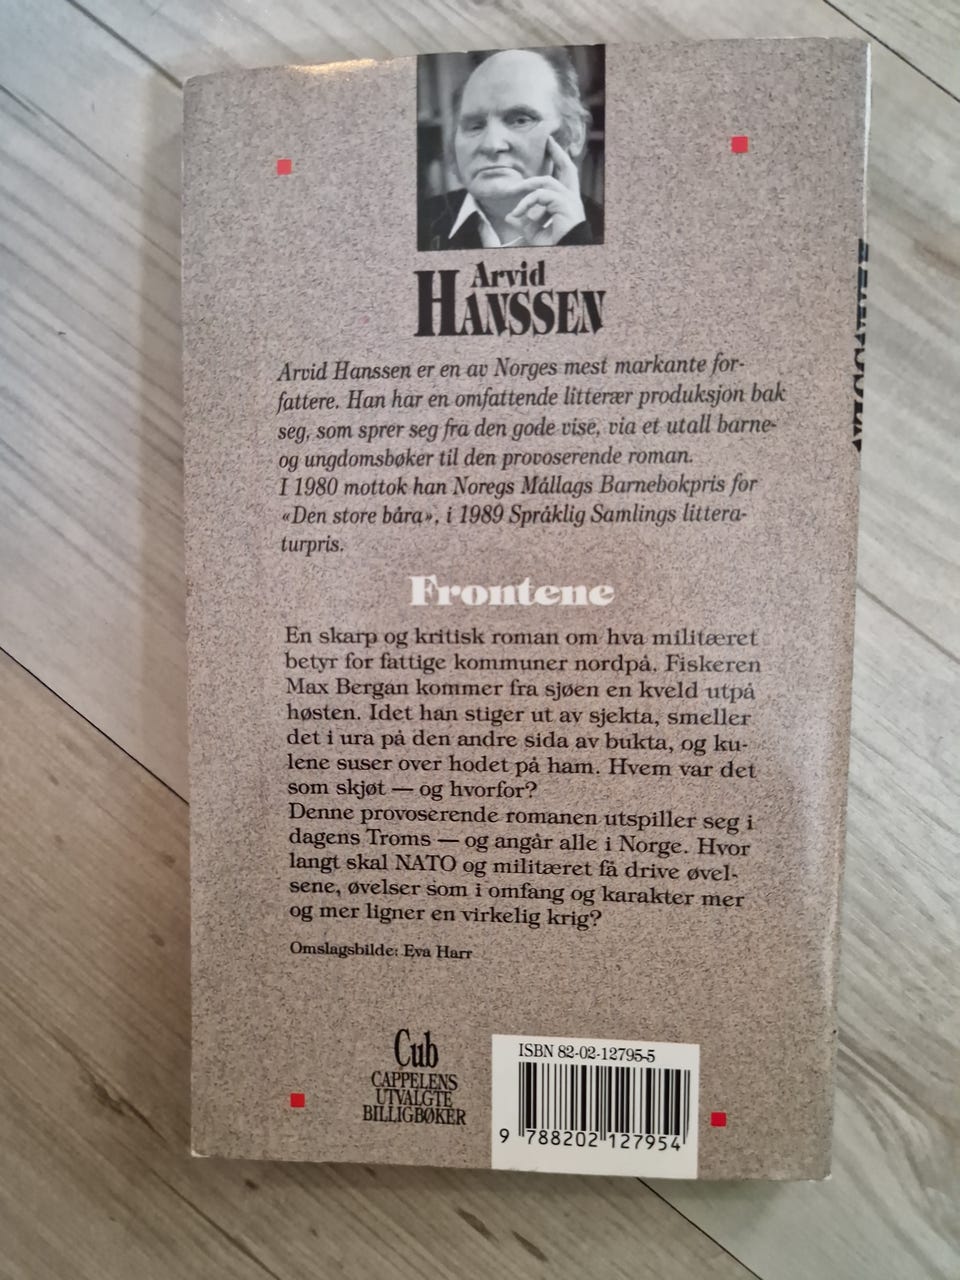 Arvid
HANSSEN
Arvid Hanssen er en av Norges mest markante for-
fattere. Han har en omfattende litterær produksjon bak
seg, som sprer seg fra den gode vise, via et utall barne-
og ungdomsbøker til den provoserende roman.
I 1980 mottok han Noregs Mållags Barnebokpris for
«Den store båra», i 1989 Språklig Samlings littera-
turpris.
Frontene
En skarp og kritisk roman om hva militæret
betyr for fattige kommuner nordpå. Fiskeren
Max Bergan kommer fra sjøen en kveld utpå
høsten. Idet han stiger ut av sjekta, smeller
det i ura på den andre sida av bukta, og ku-
lene suser over hodet på ham. Hvem var det
som skjøt — og hvorfor?
Denne provoserende romanen utspiller seg i
dagens Troms — og angår alle i Norge. Hvor
langt skal NATO og militæret få drive øvel-
sene, øvelser som i omfang og karakter mer
og mer ligner en virkelig krig?
Omslagsbilde: Eva Harr
Cub
CAPPELENS
UTVALGTE
BILLIGBØKER
ISBN 82-02-12795-5
9 788202 127954